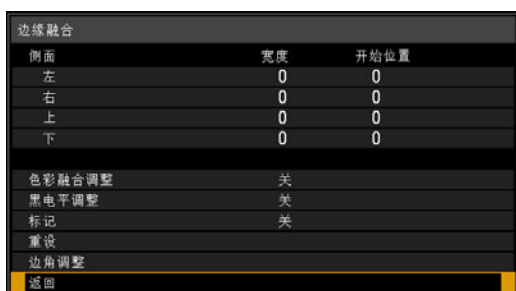 边缘融合
侧面 宽度 开始位置
左 0 0
右 0 0
上 0 0
下 0 0
色彩融合调整 关
黑电平调整 关
标记 关
重设
边角调整
返回